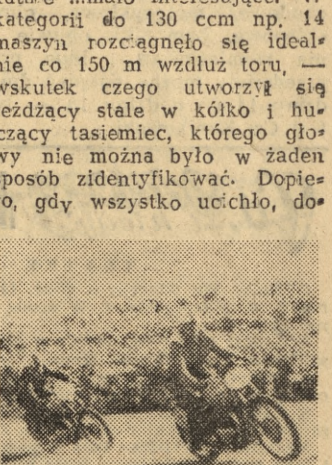 kategorii do 130 ccm np. 14
maszyn rozciągnęło się ideal-
nie co 150 m wzdłuż toru, —
wskutek czego utworzył się
eżdżący stale w kółko i hu-
czący tasiemiec, którego gło-
wy nie można było w żaden
sposób zidentyfikować. Dopie-
ro, gdy wszystko ucichło, do-